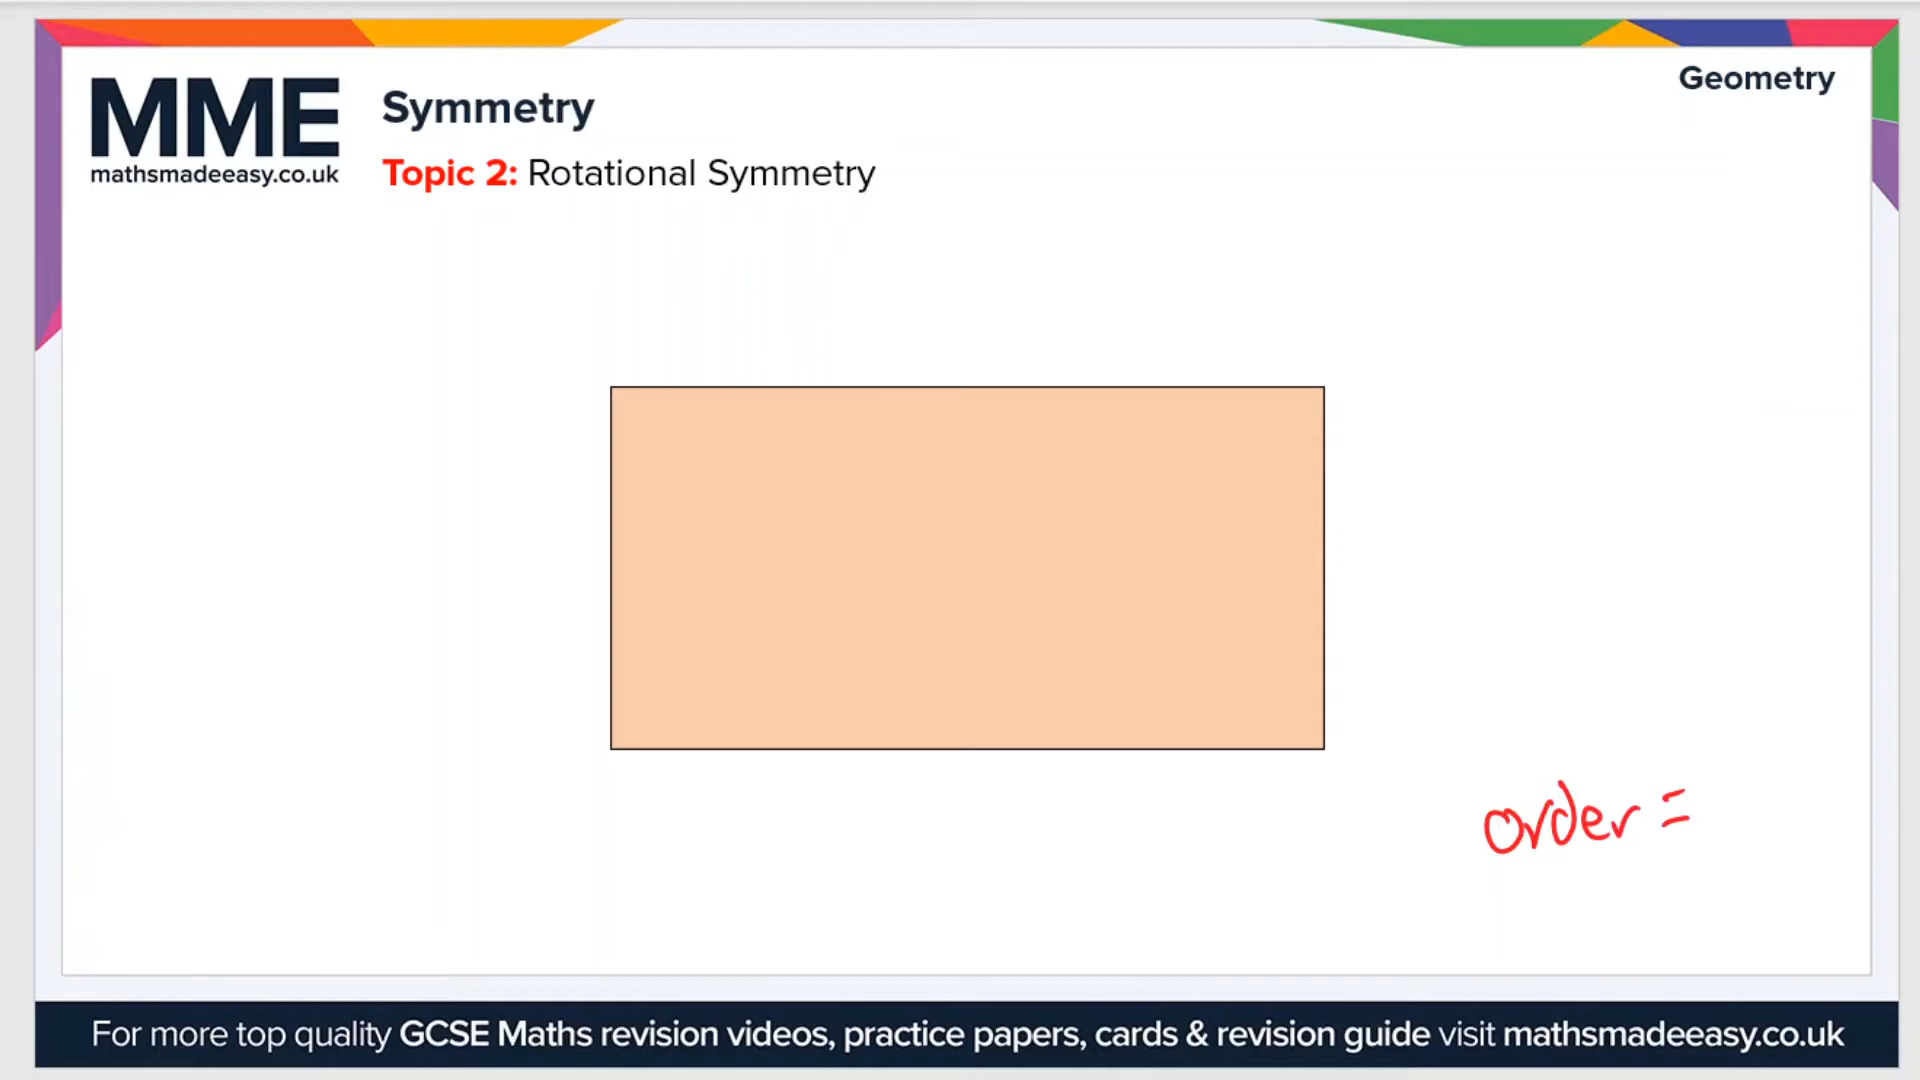 MME
mathsmadeeasy.co.uk
Symmetry
Topic 2: Rotational Symmetry
Geometry
order =
For more top quality GCSE Maths revision videos, practice papers, cards & revision guide visit mathsmadeeasy.co.uk